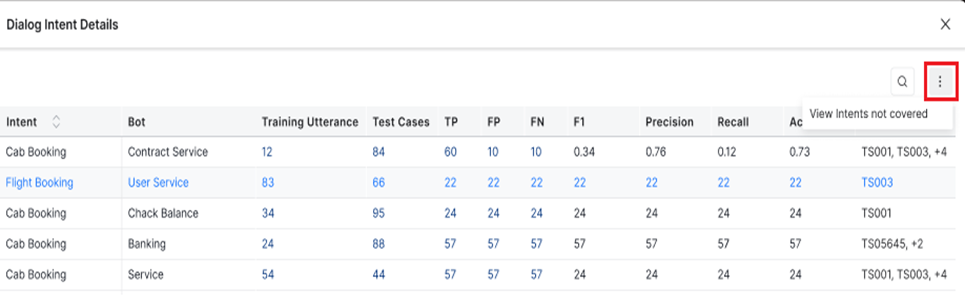 Dialog Intent Details
View Intents not covered
Intent Bot Training Utterance Test Cases TP FP FN F1 Precision Recall Ac
Cab Booking Contract Service 12 84 60 10 10 0.34 0.76 0.12 0.73 TS001, TS003, +4
Flight Booking User Service 83 66 22 22 22 22 22 22 22 TS003
Cab Booking Chack Balance 34 95 24 24 24 24 24 24 24 TS001
Cab Booking Banking 24 88 57 57 57 57 57 57 57 TS05645, +2
Cab Booking Service 54 44 57 57 57 24 24 24 24 TS001, TS003, +4